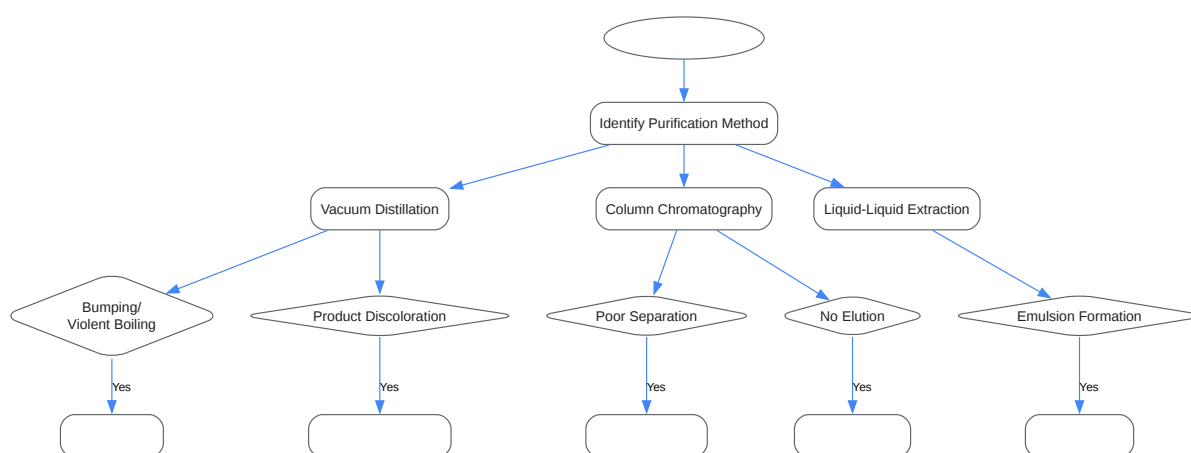 Identify Purification Method
Vacuum Distillation
Column Chromatography
Liquid-Liquid Extraction
Bumping/
Violent Boiling
Product Discoloration
Poor Separation
No Elution
Emulsion Formation
Yes
Yes
Yes
Yes
Yes